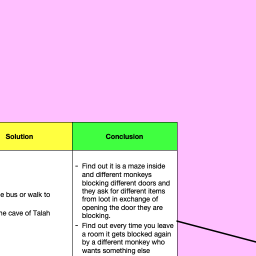 Solution
Conclusion
- Find out it is a maze inside
and different monkeys
blocking different doors and
they ask for different items
from loot in exchange of
opening the door they are
blocking.
- Find out every time you leave
a room it gets blocked again
by a different monkey who
wants something else
e bus or walk to
he cave of Talah